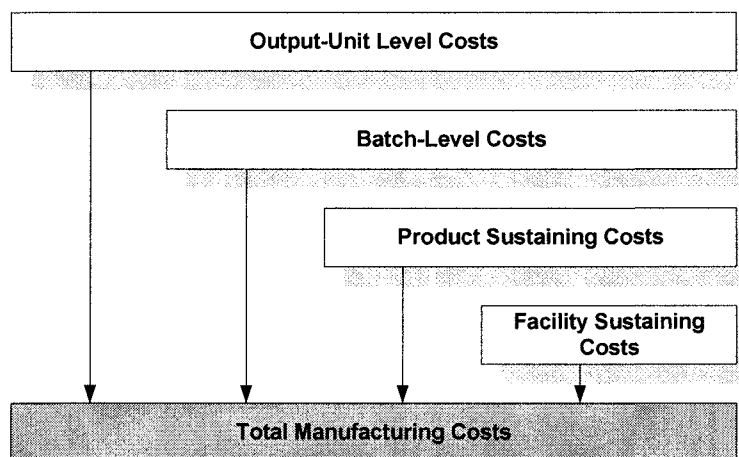 Output-Unit Level Costs
Batch-Level Costs
Product Sustaining Costs
Facility Sustaining
Costs
Total Manufacturing Costs